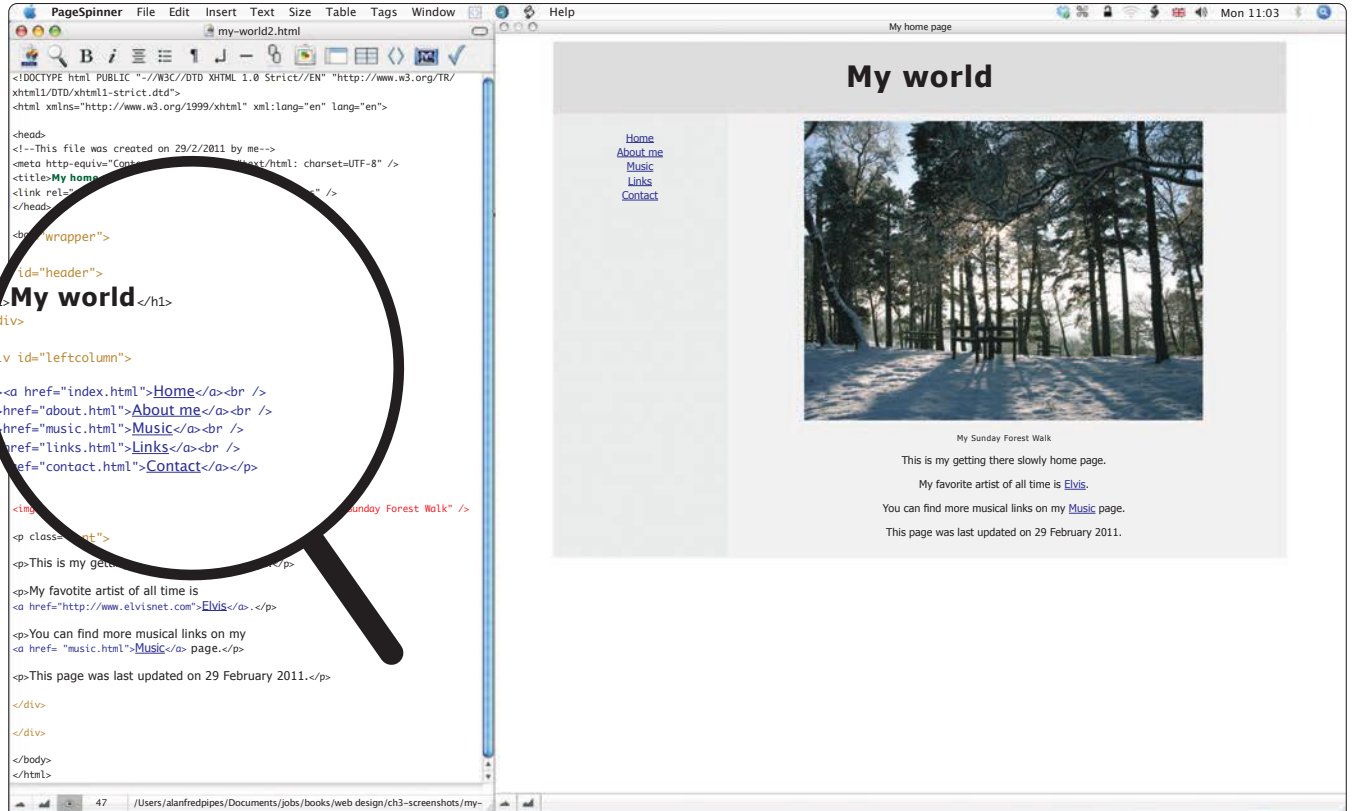 PageSpinner File Edit Insert Text Size Table Tags Window Help Mon 11:03
my-world2.html
My home page
<!DOCTYPE html PUBLIC "-//W3C//DTD XHTML 1.0 Strict//EN" "http://www.w3.org/TR/
xhtml1/DTD/xhtml1-strict.dtd">
<html xmlns="http://www.w3.org/1999/xhtml" xml:lang="en" lang="en">
<head>
<!--This file was created on 29/2/2011 by me-->
<meta http-equiv="Cont text/html: charset=UTF-8" />
<title>My home
<link rel=" " />
</head>
"wrapper">
id="header">
My world</h1>
div>
v id="leftcolumn">
><a href="index.html">Home</a><br />
href="about.html">About me</a><br />
href="music.html">Music</a><br />
href="links.html">Links</a><br />
ref="contact.html">Contact</a></p>
<img Sunday Forest Walk" />
<p class= nt">
<p>This is my gett </p>
<p>My favotite artist of all time is
<a href="http://www.elvisnet.com">Elvis</a>.</p>
<p>You can find more musical links on my
<a href= "music.html">Music</a> page.</p>
<p>This page was last updated on 29 February 2011.</p>
</div>
</div>
</body>
</html>
47 /Users/alanfredpipes/Documents/jobs/books/web design/ch3-screenshots/my-
My world
Home
About me
Music
Links
Contact
My Sunday Forest Walk
This is my getting there slowly home page.
My favorite artist of all time is Elvis.
You can find more musical links on my Music page.
This page was last updated on 29 February 2011.